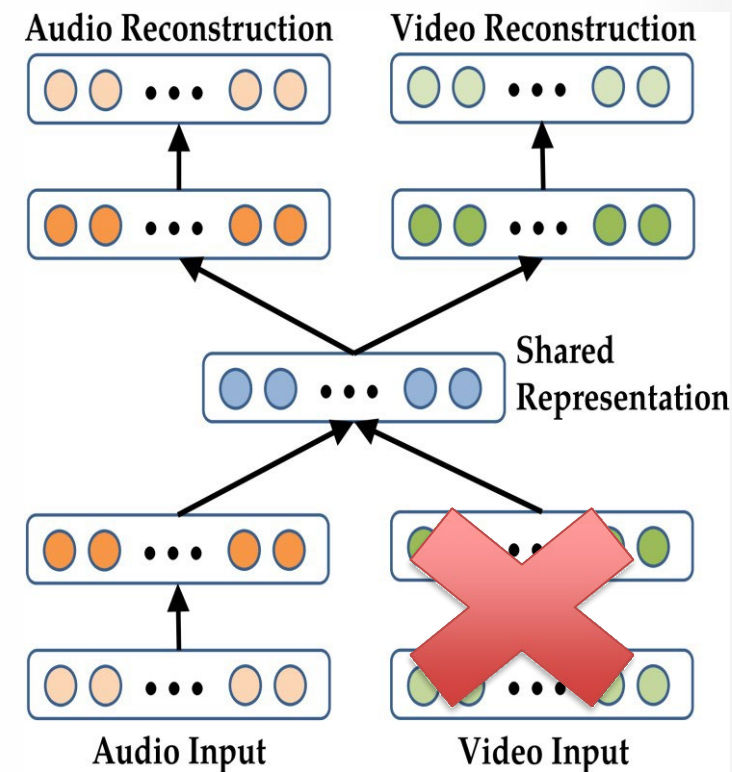 Audio Reconstruction
Video Reconstruction
Shared
Representation
Audio Input
Video Input